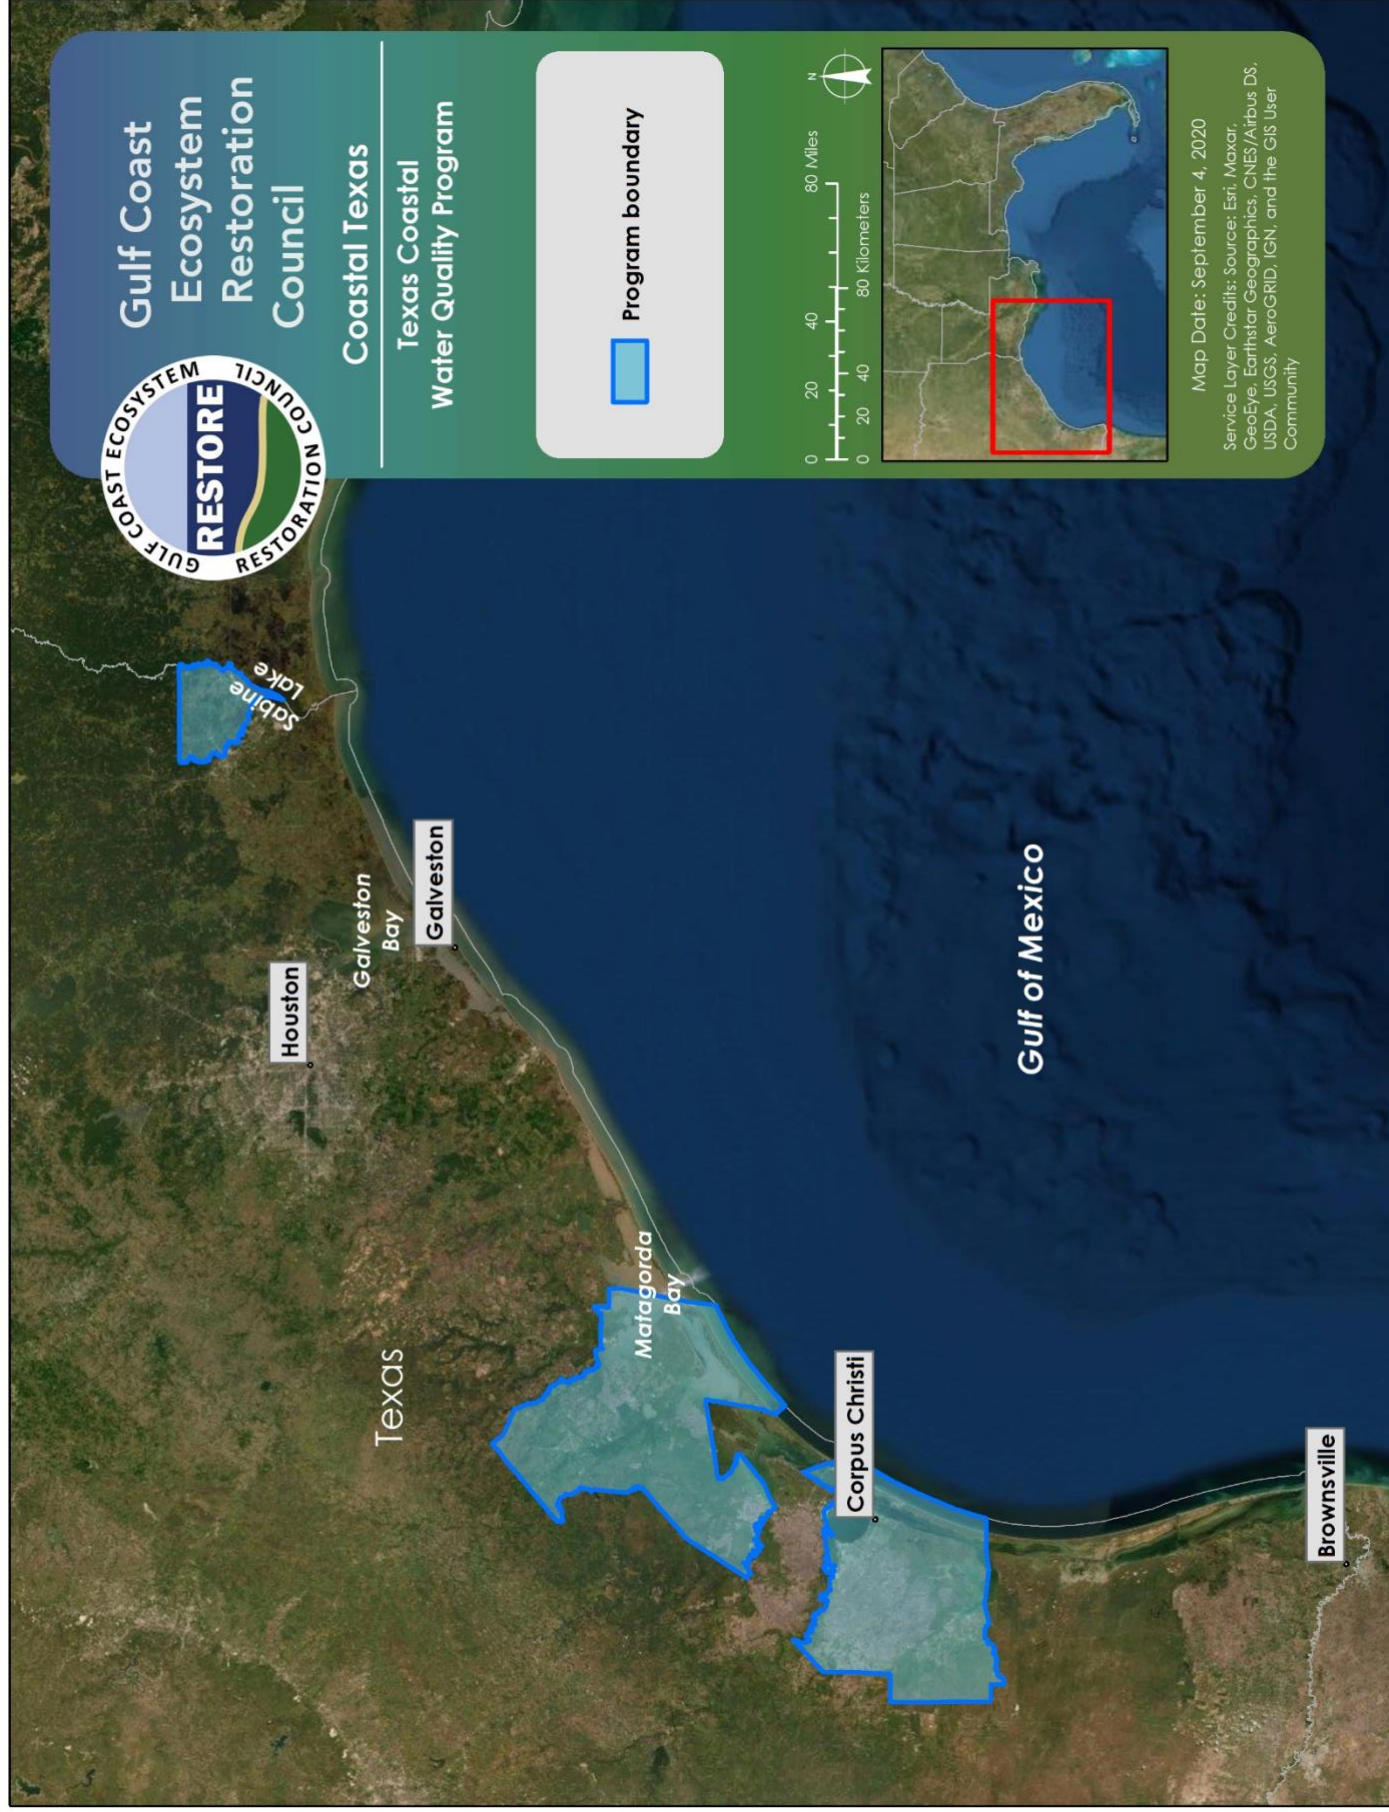 GULF COAST ECOSYSTEM
RESTORE
RESTORATION COUNCIL
Gulf Coast
Ecosystem
Restoration
Council
Coastal Texas
Texas Coastal
Water Quality Program
Program boundary
0 20 40 80 Miles
0 20 40 80 Kilometers
N
Map Date: September 4, 2020
Service Layer Credits: Source: Esri, Maxar,
GeoEye, Earthstar Geographics, CNES/Airbus DS,
USDA, USGS, AeroGRID, IGN, and the GIS User
Community
Sabine
Lake
Houston
Galveston
Bay
Galveston
Texas
Matagorda
Bay
Corpus Christi
Gulf of Mexico
Brownsville